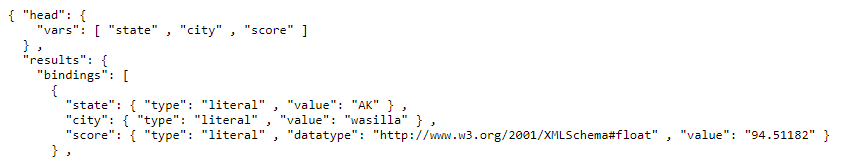 { "head": {
    "vars": [ "state" , "city" , "score" ]
  } ,
  "results": {
    "bindings": [
      {
        "state": { "type": "literal" , "value": "AK" } ,
        "city": { "type": "literal" , "value": "wasilla" } ,
        "score": { "type": "literal" , "datatype": "http://www.w3.org/2001/XMLSchema#float" , "value": "94.51182" }
      } ,